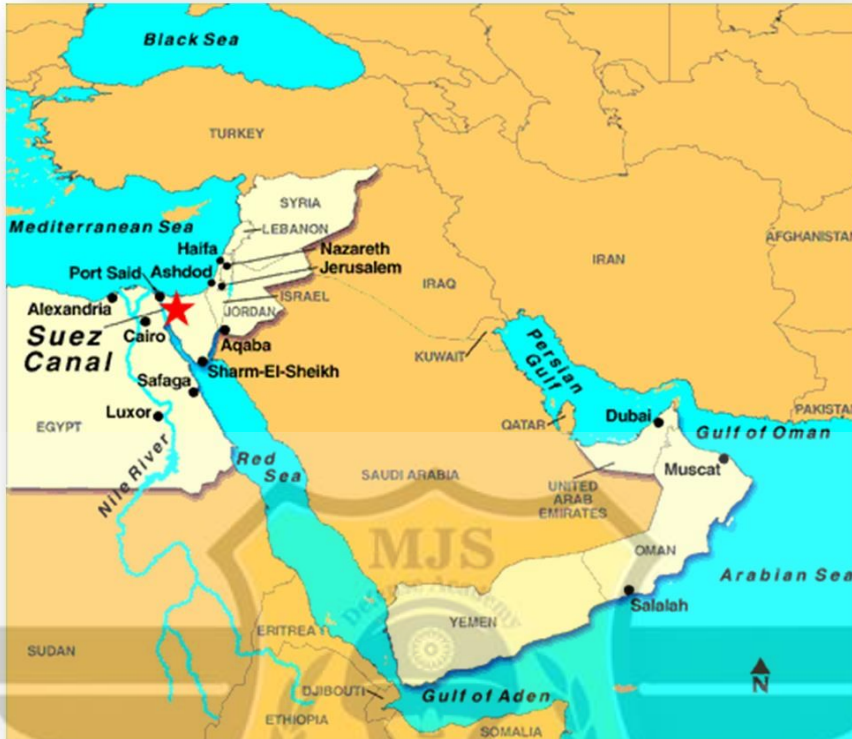 Black Sea
TURKEY
SYRIA
Mediterranean Sea
LEBANON
Haifa
Nazareth
AFGHANISTAN
IRAN
Port Said
Ashdod
Jerusalem
IRAQ
Alexandria
ISRAEL
JORDAN
Suez
Canal
Cairo
Aqaba
KUWAIT
Persian
Gulf
Sharm-El-Sheikh
Safaga
Luxor
EGYPT
QATAR
Dubai
PAKISTAN
Gulf of Oman
Nile River
Red
Sea
SAUDI ARABIA
Muscat
UNITED
ARAB
EMIRATES
MJS
Defense Academy
OMAN
Arabian Sea
Salalah
YEMEN
ERITREA
SUDAN
DJIBOUTI
Gulf of Aden
N
ETHIOPIA
SOMALIA